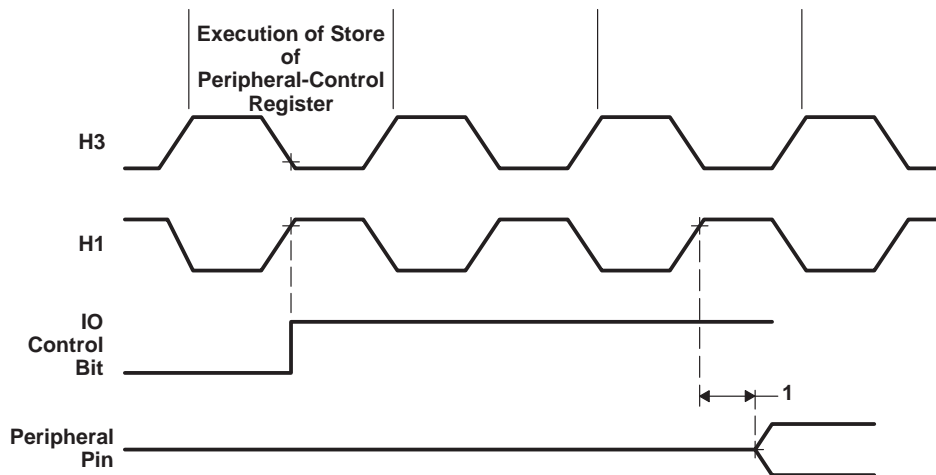 Execution of Store
of
Peripheral-Control
Register
H3
H1
IO
Control
Bit
1
Peripheral
Pin